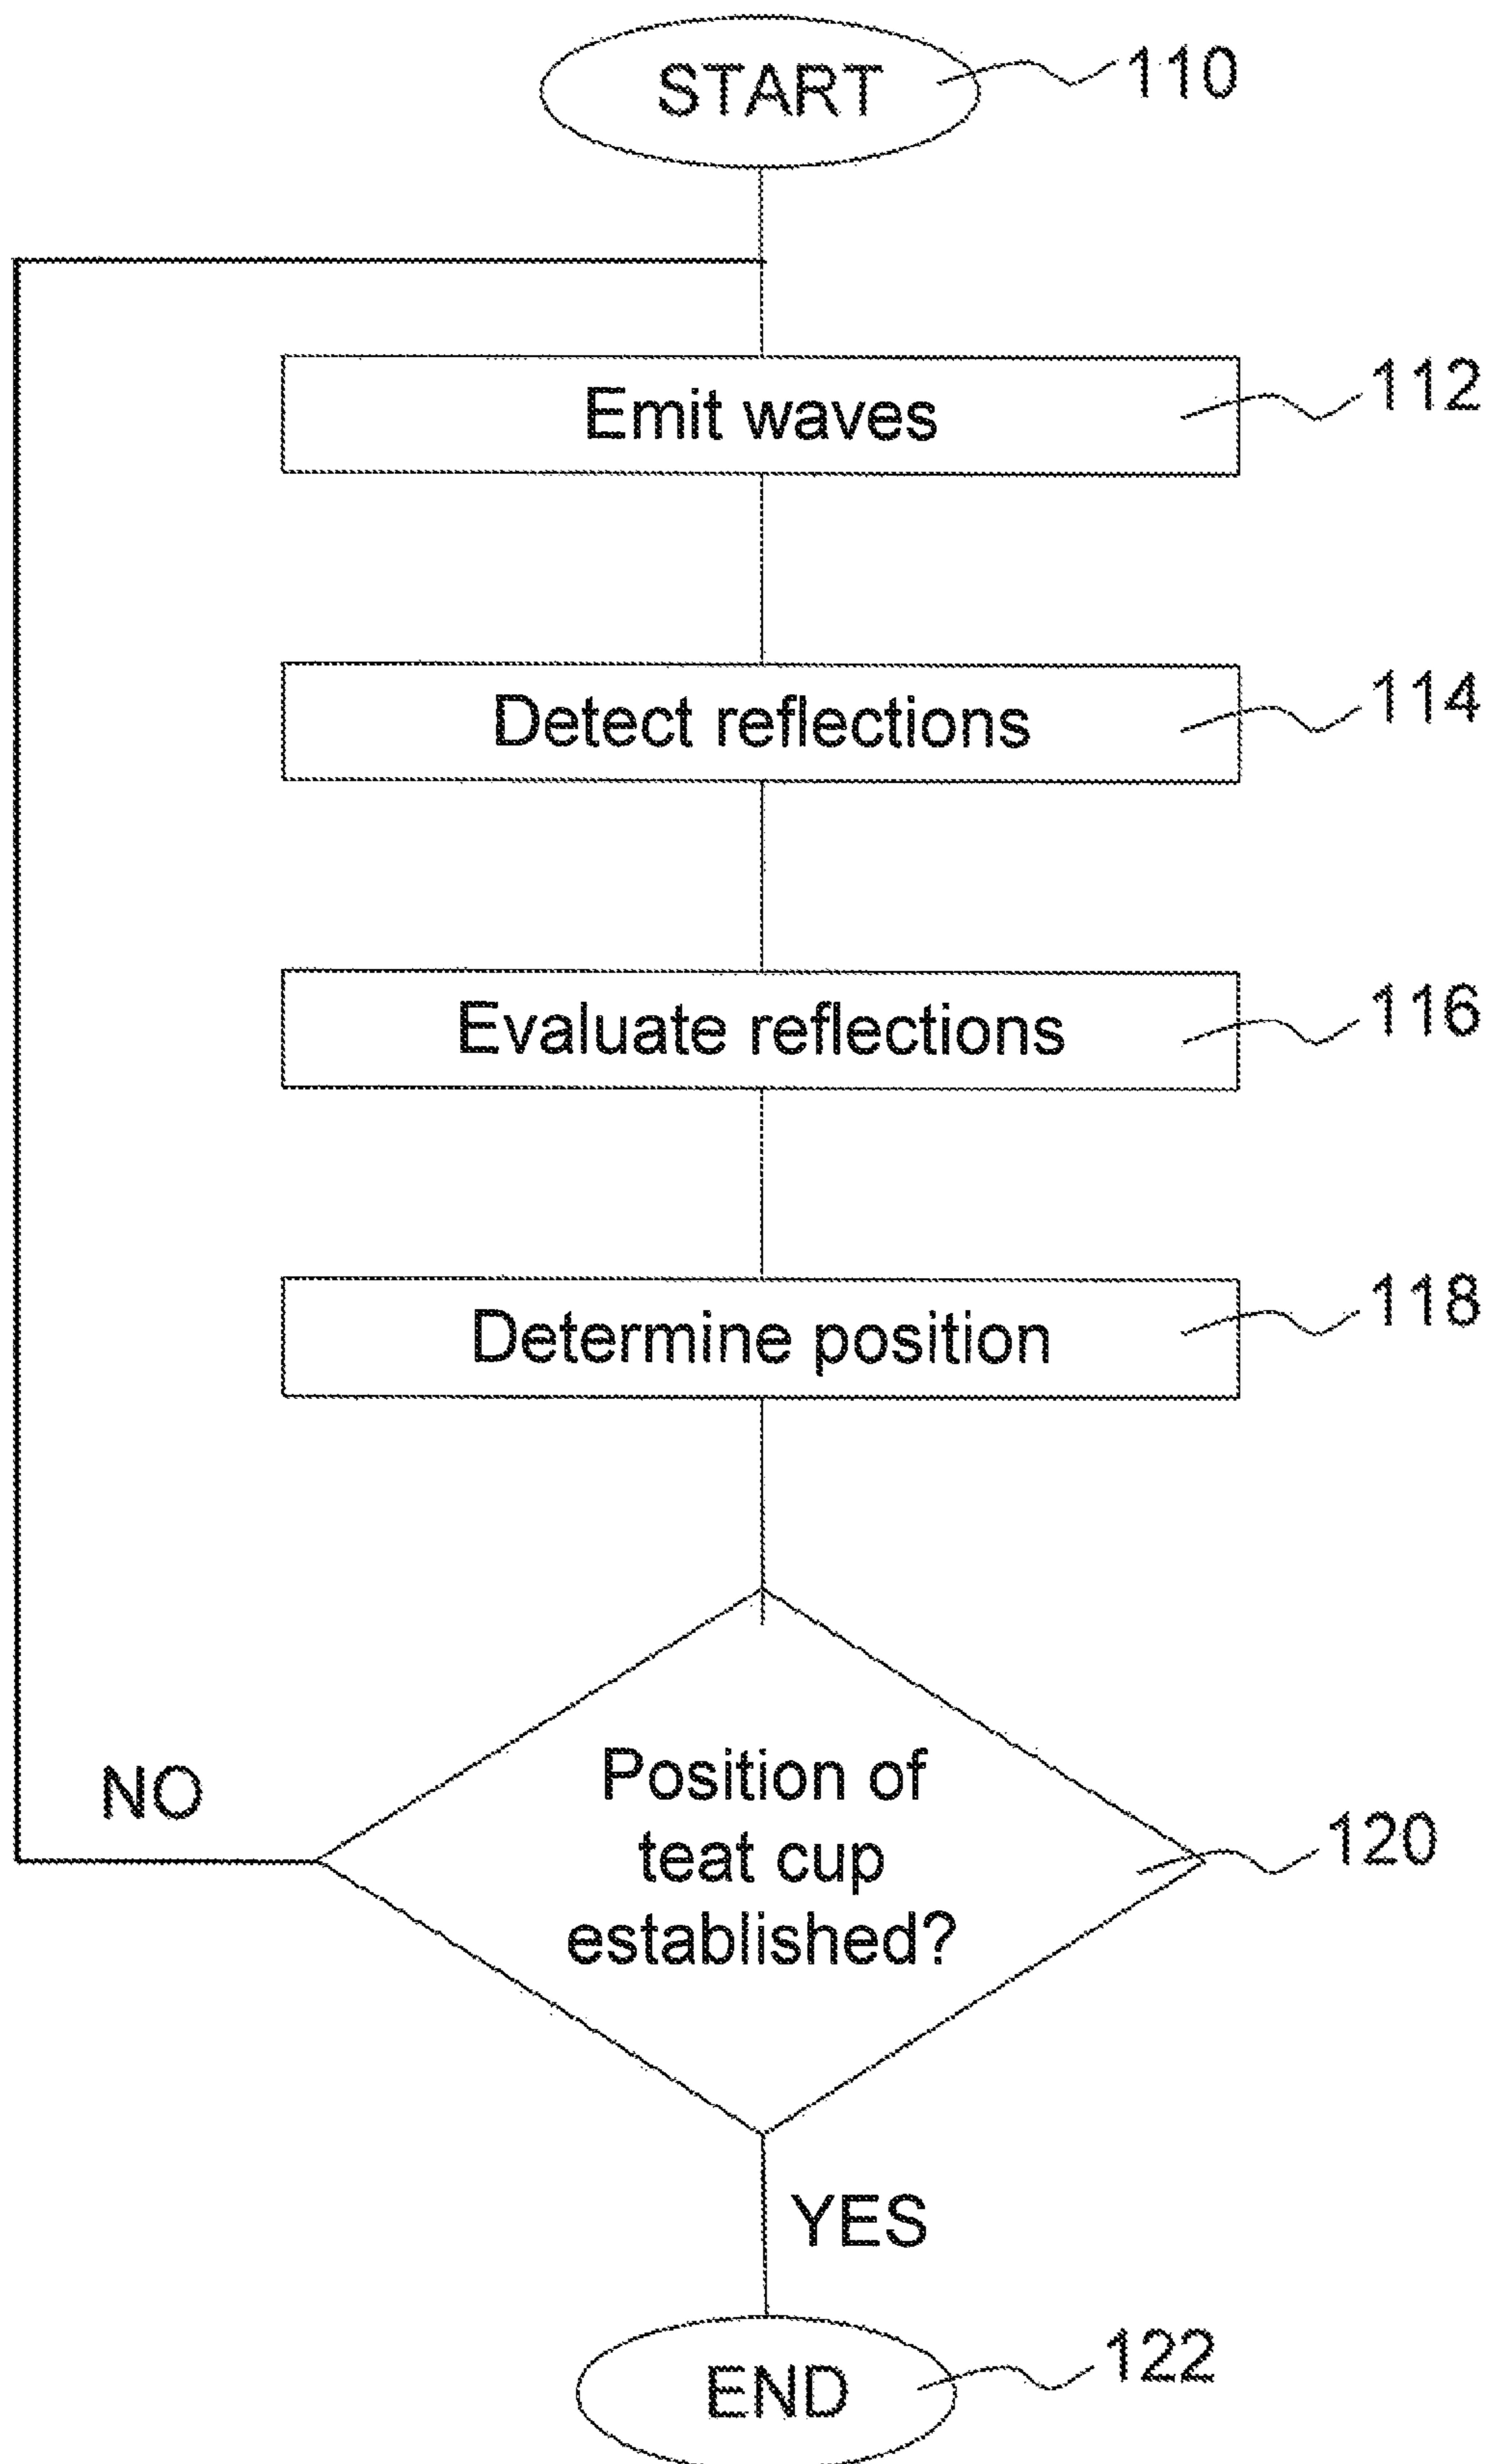 START
110
Emit waves
112
Detect reflections
114
Evaluate reflections
116
Determine position
118
Position of
teat cup
established?
120
NO
YES
END
122